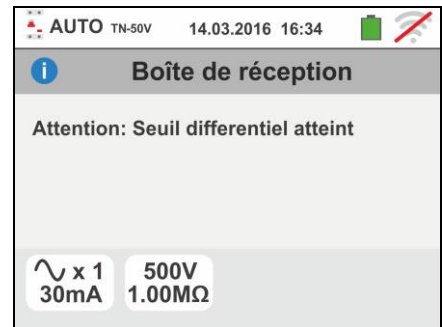 AUTO TN-50V 14.03.2016 16:34
i Boîte de réception
Attention: Seuil differentiel atteint
x 1 500V
30mA 1.00MΩ